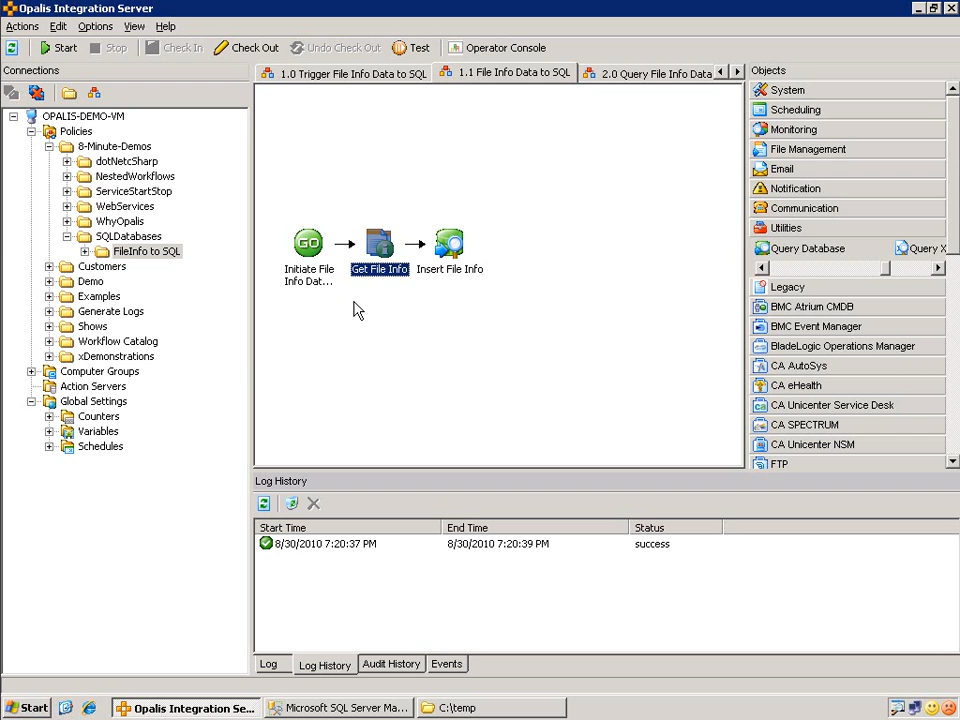 Opalis Integration Server
Actions Edit Options View Help
Start Stop Check In Check Out Undo Check Out Test Operator Console
Connections
OPALIS-DEMO-VM
Policies
8-Minute-Demos
dotNetcSharp
NestedWorkflows
ServiceStartStop
WebServices
WhyOpalis
SQLDatabases
FileInfo to SQL
Customers
Demo
Examples
Generate Logs
Shows
Workflow Catalog
xDemonstrations
Computer Groups
Action Servers
Global Settings
Counters
Variables
Schedules
1.0 Trigger File Info Data to SQL 1.1 File Info Data to SQL 2.0 Query File Info Data
GO
Initiate File
Info Dat...
Get File Info
Insert File Info
Objects
System
Scheduling
Monitoring
File Management
Email
Notification
Communication
Utilities
Query Database Query X
Legacy
BMC Atrium CMDB
BMC Event Manager
BladeLogic Operations Manager
CA AutoSys
CA eHealth
CA Unicenter Service Desk
CA SPECTRUM
CA Unicenter NSM
FTP
Log History
Start Time End Time Status
8/30/2010 7:20:37 PM 8/30/2010 7:20:39 PM success
Log Log History Audit History Events
Start Opalis Integration Se... Microsoft SQL Server Ma... C:\temp